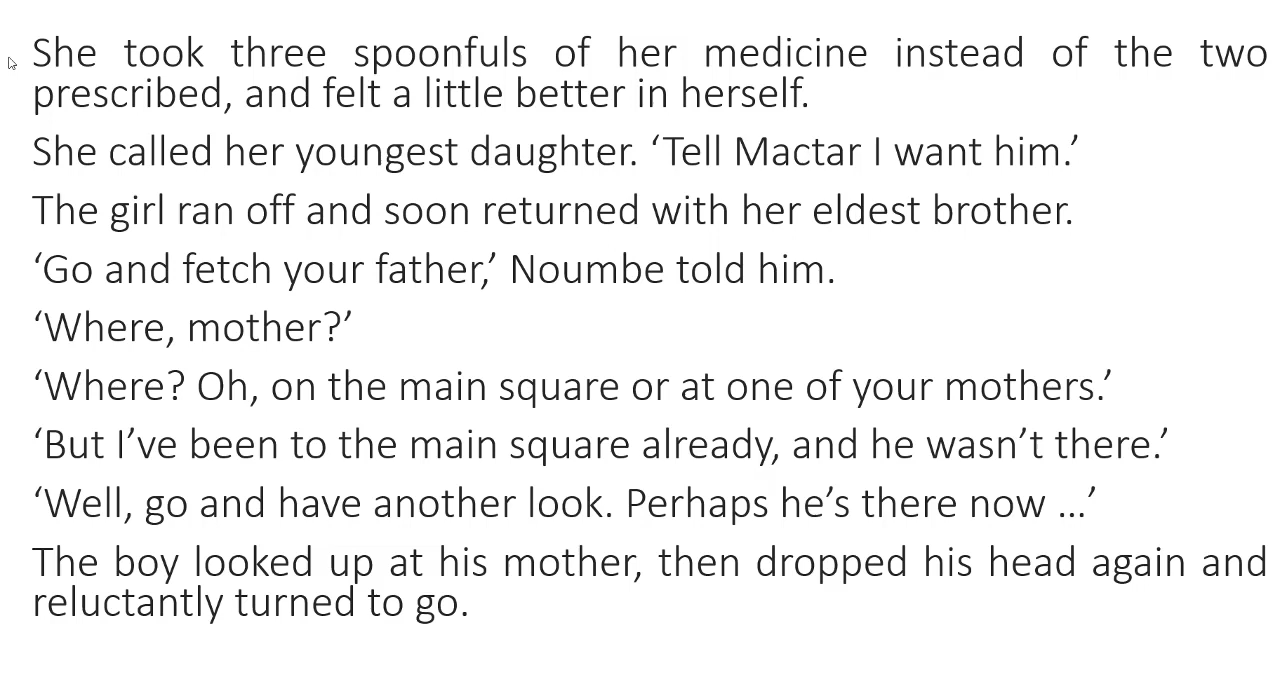 She took three spoonfuls of her medicine instead of the two
prescribed, and felt a little better in herself.
She called her youngest daughter. ‘Tell Mactar I want him.’
The girl ran off and soon returned with her eldest brother.
‘Go and fetch your father,’ Noumbe told him.
‘Where, mother?’
‘Where? Oh, on the main square or at one of your mothers.’
‘But I’ve been to the main square already, and he wasn’t there.’
‘Well, go and have another look. Perhaps he’s there now …’
The boy looked up at his mother, then dropped his head again and
reluctantly turned to go.